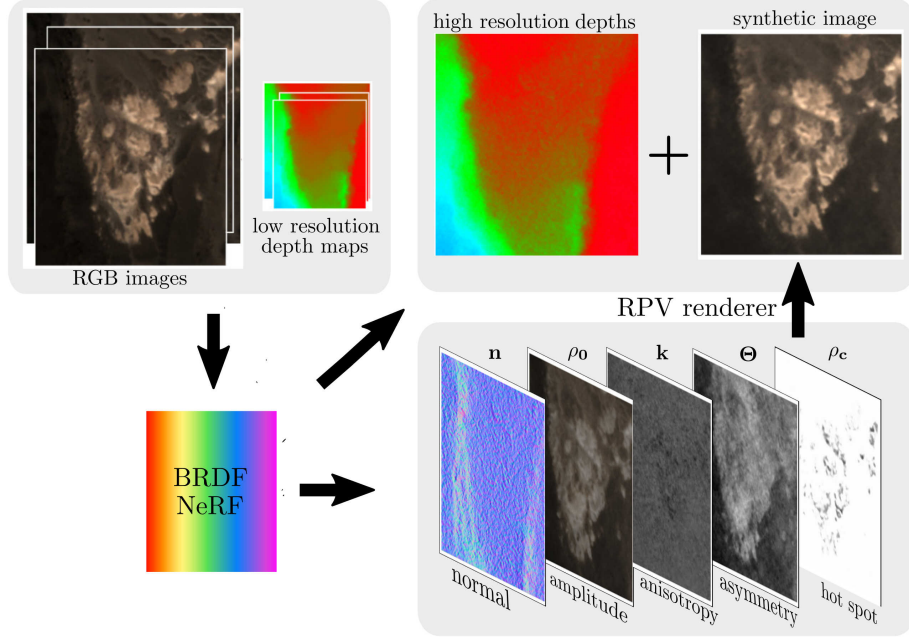 high resolution depths
synthetic image
low resolution
depth maps
RGB images
+
RPV renderer
n
ρ₀
k
Θ
ρc
BRDF
NeRF
normal
amplitude
anisotropy
asymmetry
hot spot